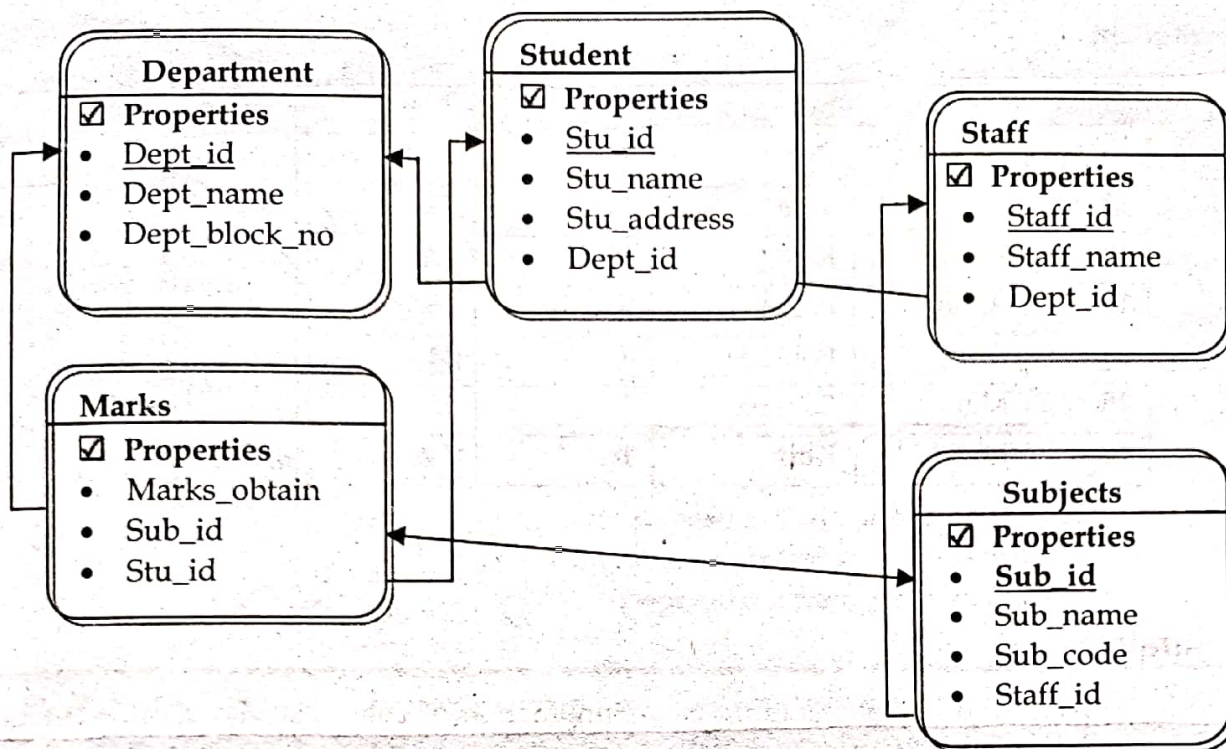 Department
☑ Properties
• Dept_id
• Dept_name
• Dept_block_no
Student
☑ Properties
• Stu_id
• Stu_name
• Stu_address
• Dept_id
Staff
☑ Properties
• Staff_id
• Staff_name
• Dept_id
Marks
☑ Properties
• Marks_obtain
• Sub_id
• Stu_id
Subjects
☑ Properties
• Sub_id
• Sub_name
• Sub_code
• Staff_id